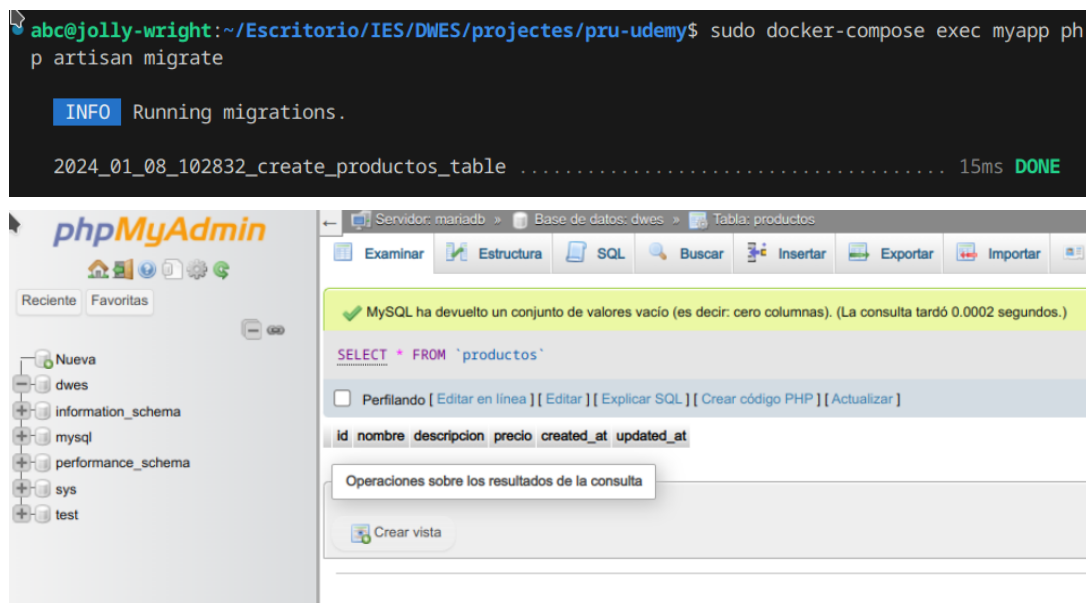 abc@jolly-wright:~/Escritorio/IES/DWES/projectes/pru-udemy$ sudo docker-compose exec myapp ph
p artisan migrate
INFO Running migrations.
2024_01_08_102832_create_productos_table ..................................... 15ms DONE
phpMyAdmin
Reciente Favoritas
Nueva
dwes
information_schema
mysql
performance_schema
sys
test
← Servidor: mariadb » Base de datos: dwes » Tabla: productos
Examinar Estructura SQL Buscar Insertar Exportar Importar
MySQL ha devuelto un conjunto de valores vacío (es decir: cero columnas). (La consulta tardó 0.0002 segundos.)
SELECT * FROM `productos`
Perfilando [ Editar en línea ] [ Editar ] [ Explicar SQL ] [ Crear código PHP ] [ Actualizar ]
id nombre descripcion precio created_at updated_at
Operaciones sobre los resultados de la consulta
Crear vista